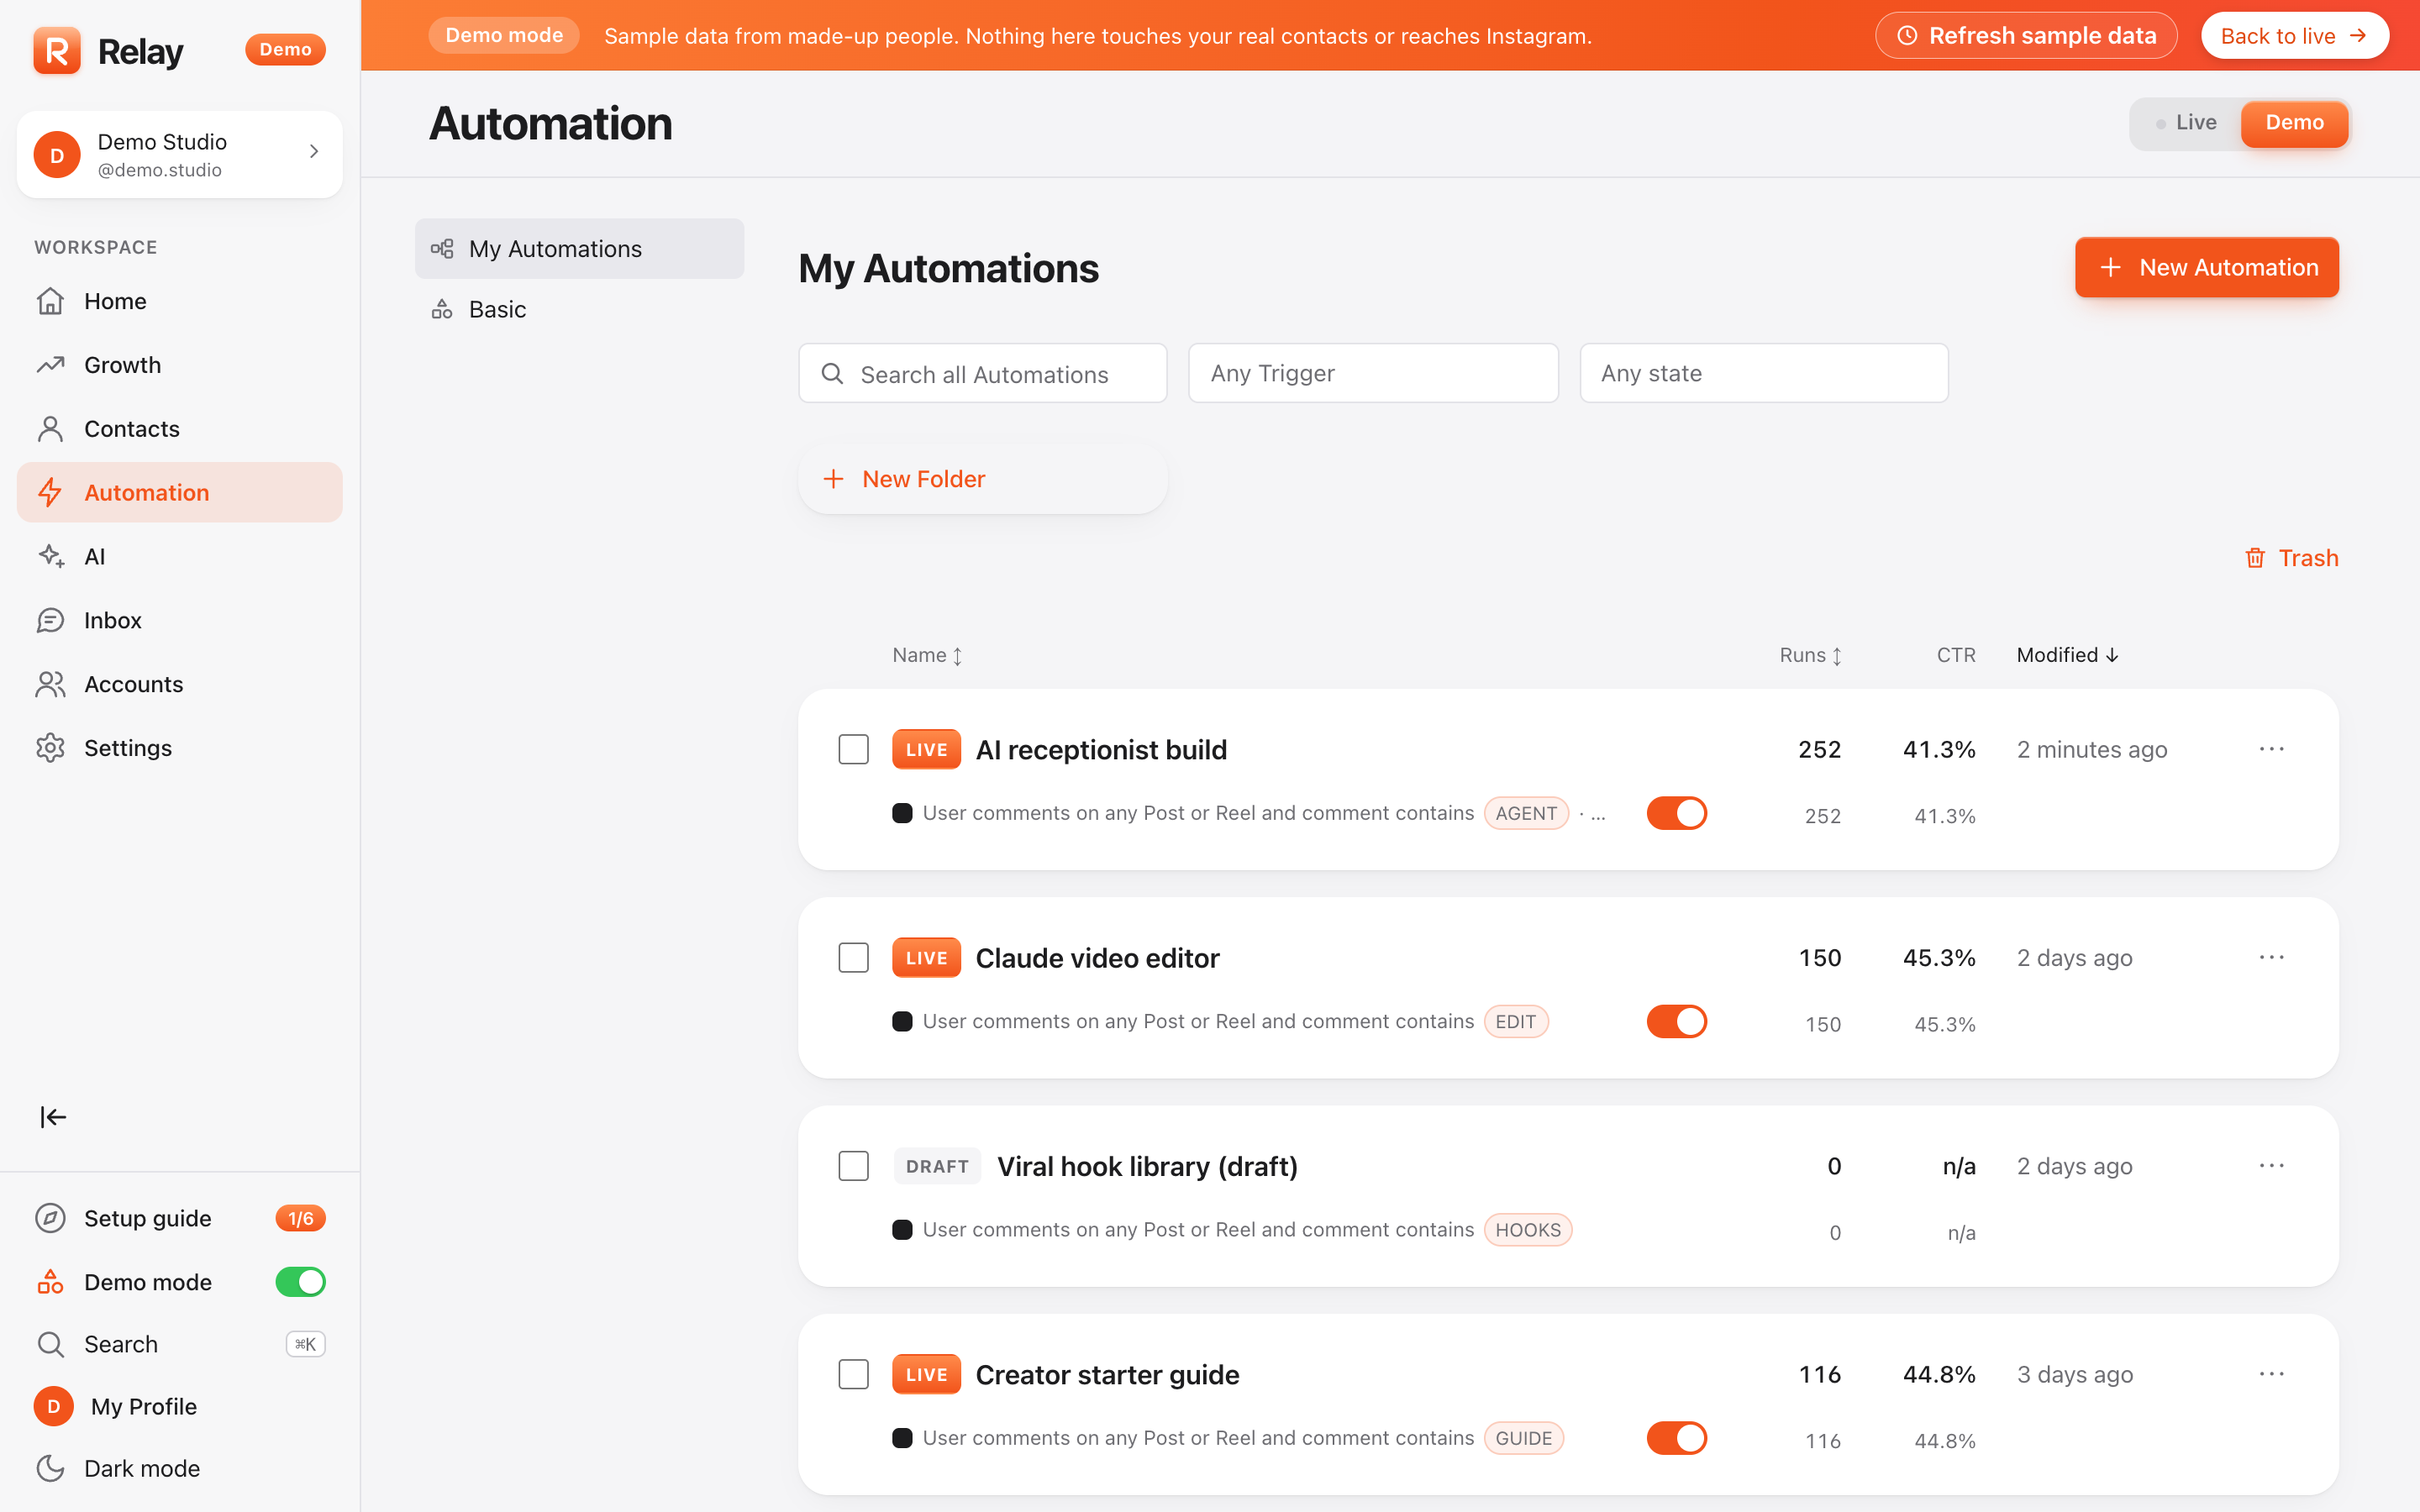 Relay
Demo
Demo Studio
@demo.studio
WORKSPACE
Home
Growth
Contacts
Automation
AI
Inbox
Accounts
Settings
Setup guide 1/6
Demo mode
Search ⌘K
D My Profile
Dark mode
Demo mode Sample data from made-up people. Nothing here touches your real contacts or reaches Instagram. Refresh sample data Back to live →
Automation
Live Demo
My Automations
Basic
My Automations
+ New Automation
Search all Automations Any Trigger Any state
+ New Folder
Trash
Name ↕ Runs ↕ CTR Modified ↓
LIVE AI receptionist build 252 41.3% 2 minutes ago ···
User comments on any Post or Reel and comment contains AGENT · ... 252 41.3%
LIVE Claude video editor 150 45.3% 2 days ago ···
User comments on any Post or Reel and comment contains EDIT 150 45.3%
DRAFT Viral hook library (draft) 0 n/a 2 days ago ···
User comments on any Post or Reel and comment contains HOOKS 0 n/a
LIVE Creator starter guide 116 44.8% 3 days ago ···
User comments on any Post or Reel and comment contains GUIDE 116 44.8%